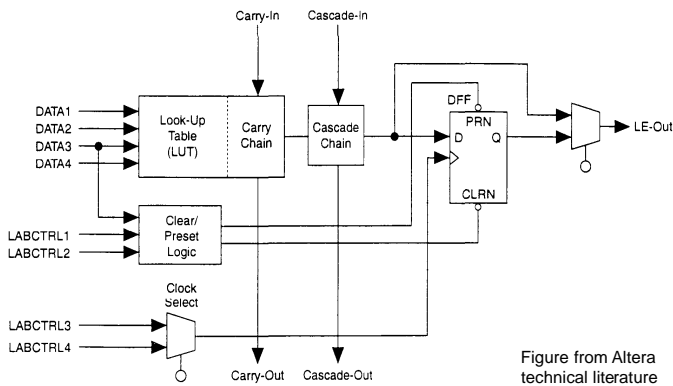 Carry-In
Cascade-In
DFF
PRN
DATA1
DATA2
DATA3
DATA4
Look-Up
Table
(LUT)
Carry
Chain
Cascade
Chain
D
Q
LE-Out
CLRN
LABCTRL1
LABCTRL2
Clear/
Preset
Logic
Clock
Select
LABCTRL3
LABCTRL4
Carry-Out
Cascade-Out
Figure from Altera
technical literature